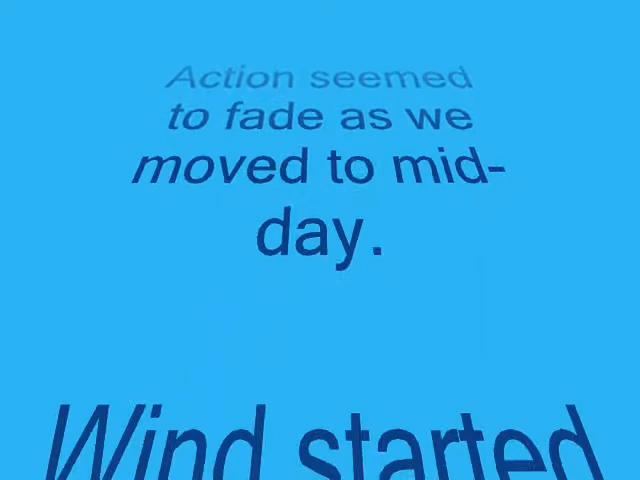 Action seemed
to fade as we
moved to mid-
day.
Wind started